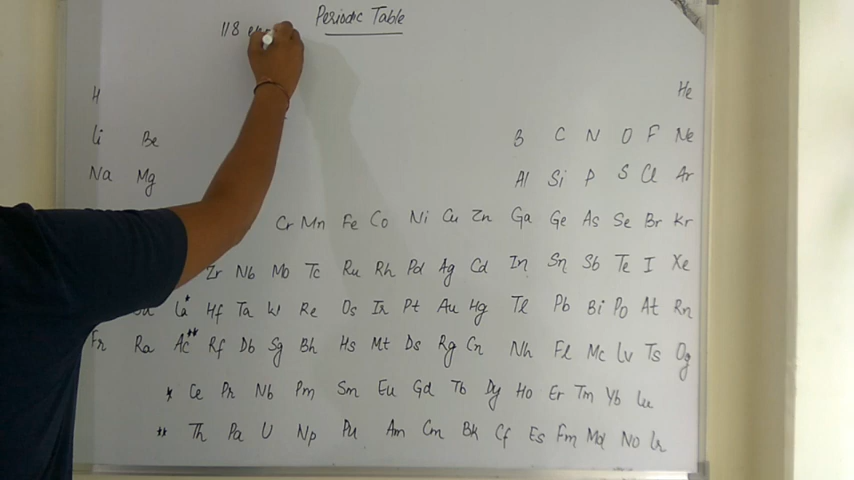 Periodic Table
118
H He
Li Be B C N O F Ne
Na Mg Al Si P S Cl Ar
Cr Mn Fe Co Ni Cu Zn Ga Ge As Se Br Kr
Zr Nb Mo Tc Ru Rh Pd Ag Cd In Sn Sb Te I Xe
La* Hf Ta W Re Os Ir Pt Au Hg Tl Pb Bi Po At Rn
Fr Ra Ac** Rf Db Sg Bh Hs Mt Ds Rg Cn Nh Fl Mc Lv Ts Og
* Ce Pr Nb Pm Sm Eu Gd Tb Dy Ho Er Tm Yb Lu
** Th Pa U Np Pu Am Cm Bk Cf Es Fm Md No Lr